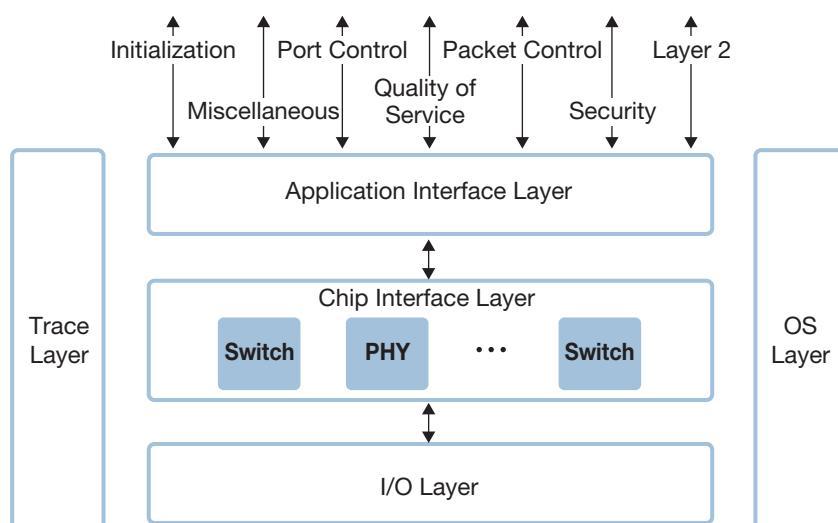 Initialization
Port Control
Packet Control
Layer 2
Miscellaneous
Quality of
Service
Security
Application Interface Layer
Chip Interface Layer
Trace
Layer
Switch
PHY
...
Switch
OS
Layer
I/O Layer